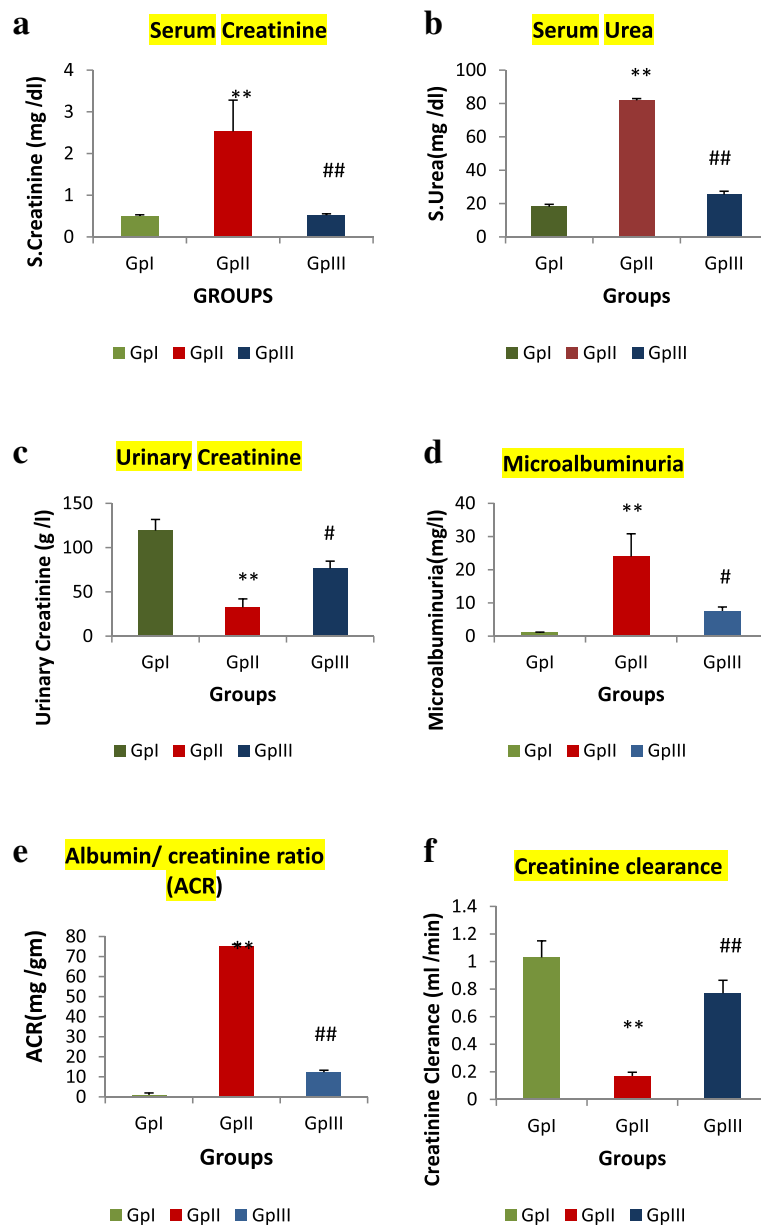 a
Serum Creatinine
S.Creatinine (mg /dl)
4
3
2
1
0
**
##
GpI GpII GpIII
GROUPS
GpI GpII GpIII
b
Serum Urea
S.Urea(mg /dl)
100
80
60
40
20
0
**
##
GpI GpII GpIII
Groups
GpI GpII GpIII
c
Urinary Creatinine
Urinary Creatinine (g /l)
150
100
50
0
**
#
GpI GpII GpIII
Groups
GpI GpII GpIII
d
Microalbuminuria
Microalbuminuria(mg/l)
40
30
20
10
0
**
#
GpI GpII GpIII
Groups
GpI GpII GpIII
e
Albumin/ creatinine ratio
(ACR)
ACR(mg /gm)
80
70
60
50
40
30
20
10
0
**
##
GpI GpII GpIII
Groups
GpI GpII GpIII
f
Creatinine clearance
Creatinine Clerance (ml /min)
1.4
1.2
1
0.8
0.6
0.4
0.2
0
**
##
GpI GpII GpIII
Groups
GpI GpII GpIII